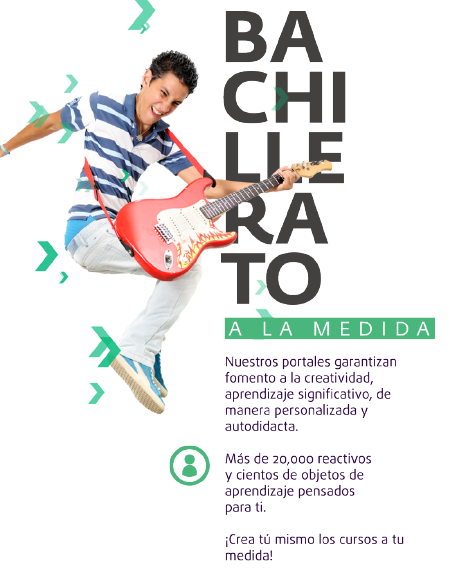 BA
CHI
LLE
RA
TO
A LA MEDIDA
Nuestros portales garantizan
fomento a la creatividad,
aprendizaje significativo, de
manera personalizada y
autodidacta.
Más de 20,000 reactivos
y cientos de objetos de
aprendizaje pensados
para ti.
¡Crea tú mismo los cursos a tu
medida!